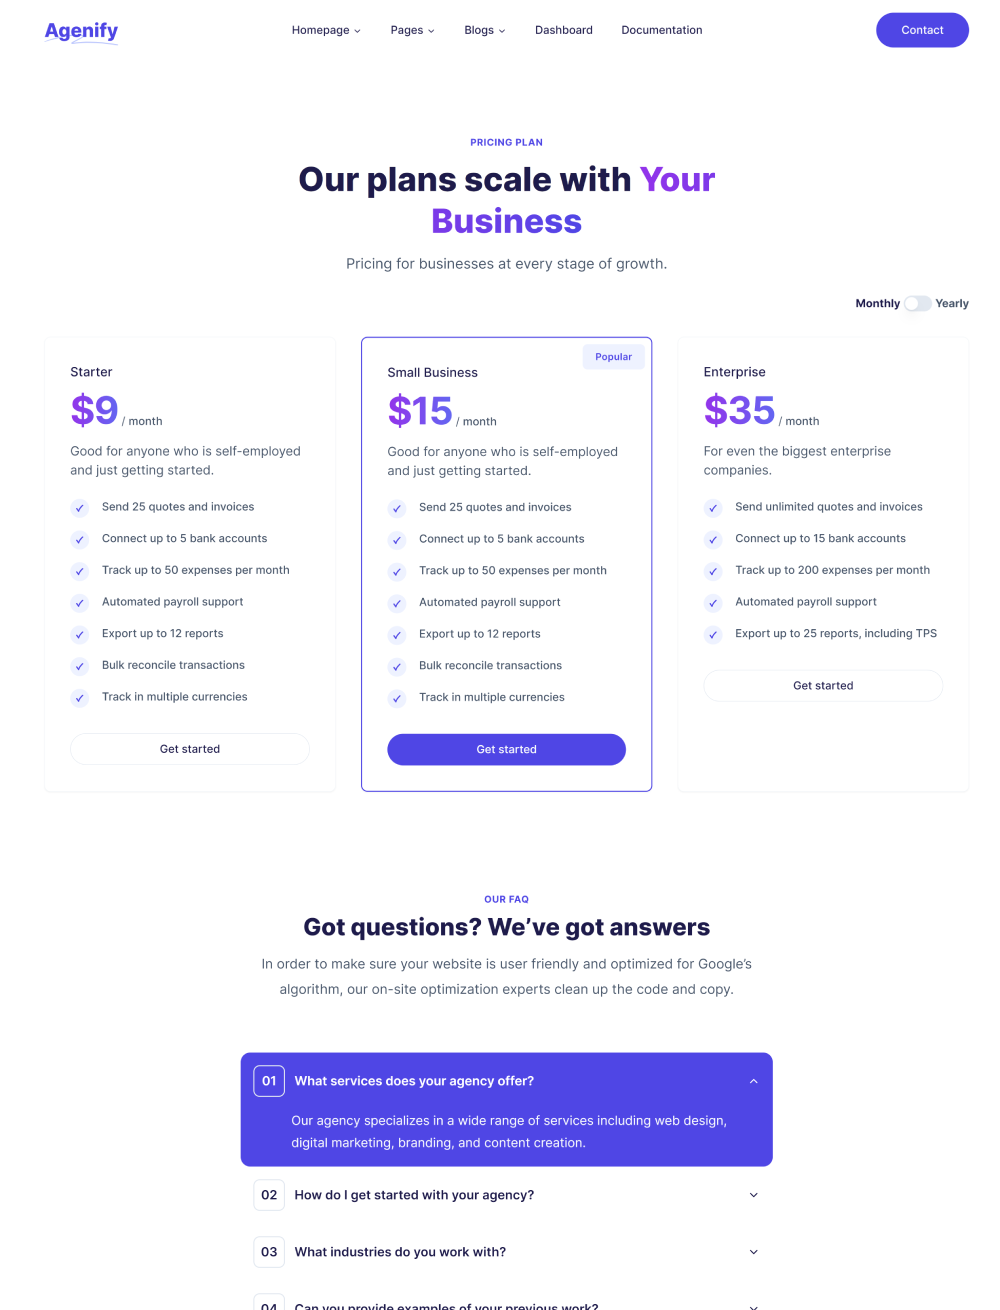 Agenify
Homepage
Pages
Blogs
Dashboard
Documentation
Contact
PRICING PLAN
Our plans scale with Your
Business
Pricing for businesses at every stage of growth.
Monthly
Yearly
Starter
$9 / month
Good for anyone who is self-employed
and just getting started.
Send 25 quotes and invoices
Connect up to 5 bank accounts
Track up to 50 expenses per month
Automated payroll support
Export up to 12 reports
Bulk reconcile transactions
Track in multiple currencies
Get started
Popular
Small Business
$15 / month
Good for anyone who is self-employed
and just getting started.
Send 25 quotes and invoices
Connect up to 5 bank accounts
Track up to 50 expenses per month
Automated payroll support
Export up to 12 reports
Bulk reconcile transactions
Track in multiple currencies
Get started
Enterprise
$35 / month
For even the biggest enterprise
companies.
Send unlimited quotes and invoices
Connect up to 15 bank accounts
Track up to 200 expenses per month
Automated payroll support
Export up to 25 reports, including TPS
Get started
OUR FAQ
Got questions? We’ve got answers
In order to make sure your website is user friendly and optimized for Google’s
algorithm, our on-site optimization experts clean up the code and copy.
01 What services does your agency offer?
Our agency specializes in a wide range of services including web design,
digital marketing, branding, and content creation.
02 How do I get started with your agency?
03 What industries do you work with?
04 Can you provide examples of your previous work?